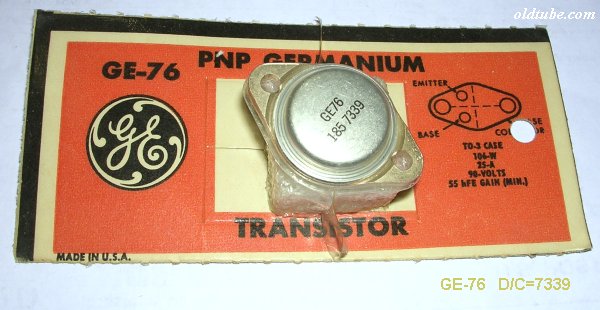 oldtube.com
GE-76
PNP GERMANIUM
GE
GE76
185 7339
EMITTER
BASE
TO-3 CASE
106-W
25-A
90-VOLTS
55 hFE GAIN (MIN.)
TRANSISTOR
MADE IN U.S.A.
GE-76 D/C=7339